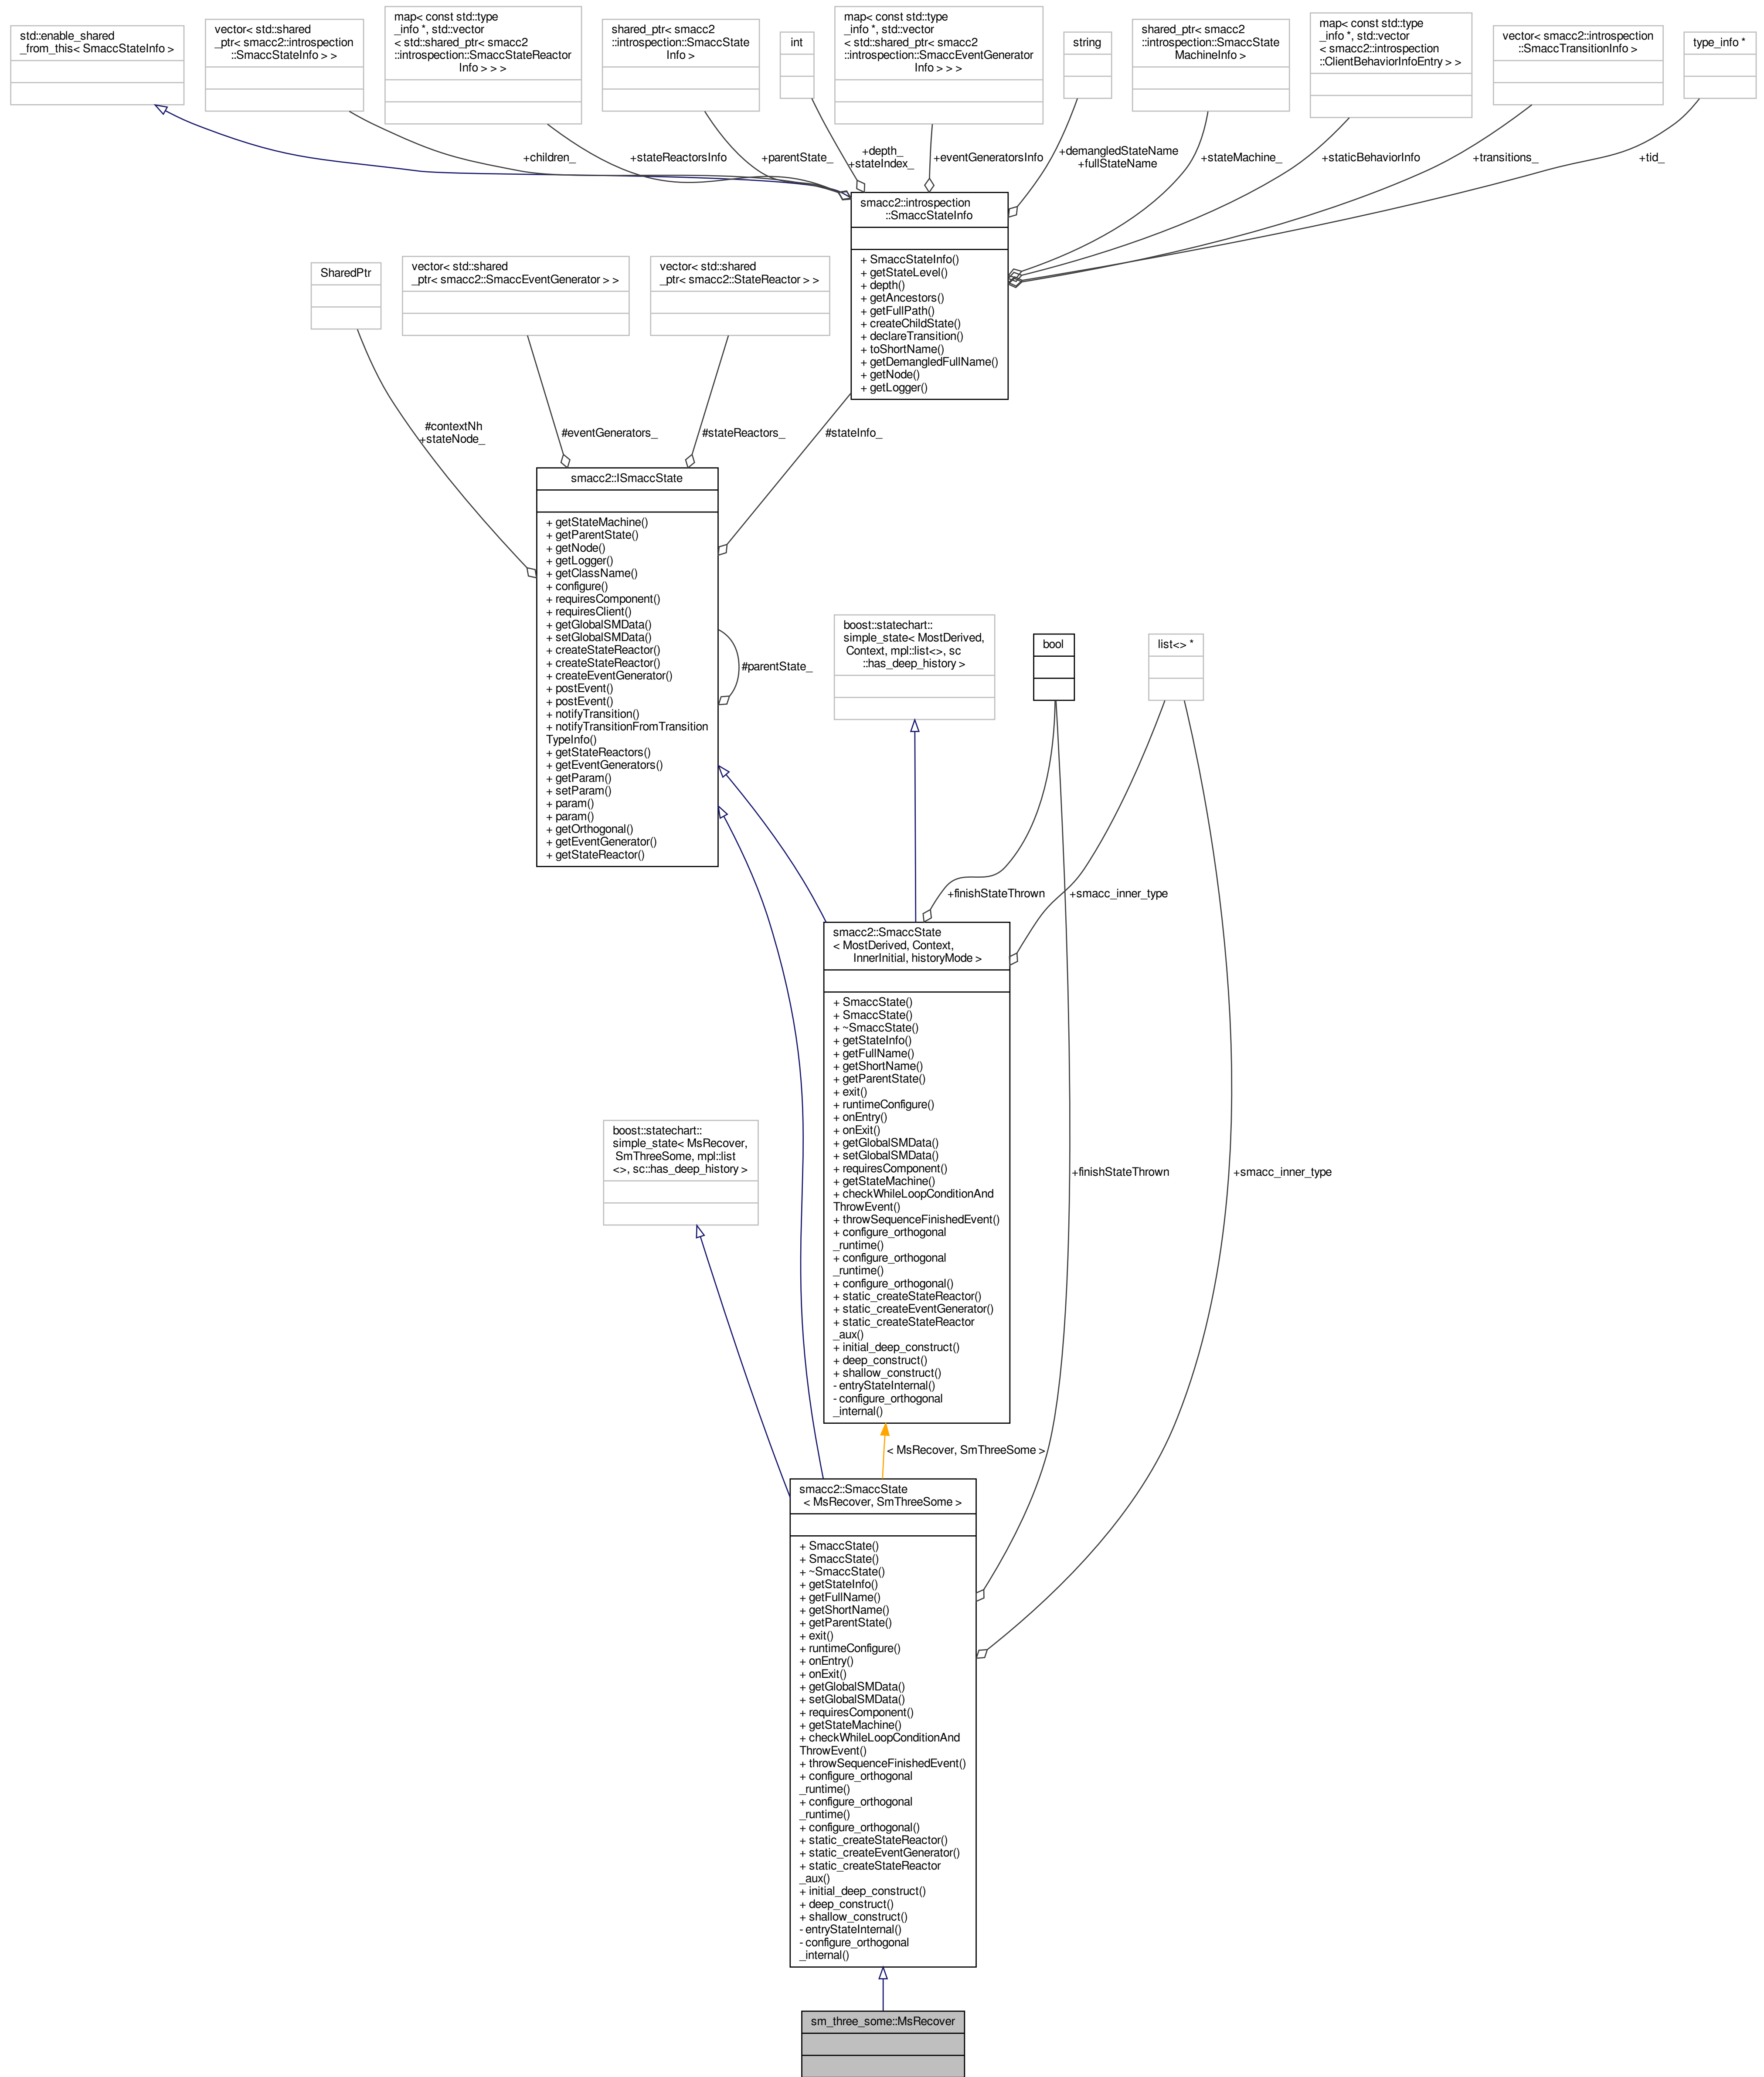 std::enable_shared
_from_this< SmaccStateInfo >
vector< std::shared
_ptr< smacc2::introspection
::SmaccStateInfo > >
map< const std::type
_info *, std::vector
< std::shared_ptr< smacc2
::introspection::SmaccStateReactor
Info > > >
shared_ptr< smacc2
::introspection::SmaccState
Info >
int
map< const std::type
_info *, std::vector
< std::shared_ptr< smacc2
::introspection::SmaccEventGenerator
Info > > >
string
shared_ptr< smacc2
::introspection::SmaccState
MachineInfo >
map< const std::type
_info *, std::vector
< smacc2::introspection
::ClientBehaviorInfoEntry > >
vector< smacc2::introspection
::SmaccTransitionInfo >
type_info *
+children_
+stateReactorsInfo
+parentState_
+depth_
+stateIndex_
+eventGeneratorsInfo
+demangledStateName
+fullStateName
+stateMachine_
+staticBehaviorInfo
+transitions_
+tid_
smacc2::introspection
::SmaccStateInfo
+ SmaccStateInfo()
+ getStateLevel()
+ depth()
+ getAncestors()
+ getFullPath()
+ createChildState()
+ declareTransition()
+ toShortName()
+ getDemangledFullName()
+ getNode()
+ getLogger()
SharedPtr
vector< std::shared
_ptr< smacc2::SmaccEventGenerator > >
vector< std::shared
_ptr< smacc2::StateReactor > >
#contextNh
+stateNode_
#eventGenerators_
#stateReactors_
#stateInfo_
smacc2::ISmaccState
+ getStateMachine()
+ getParentState()
+ getNode()
+ getLogger()
+ getClassName()
+ configure()
+ requiresComponent()
+ requiresClient()
+ getGlobalSMData()
+ setGlobalSMData()
+ createStateReactor()
+ createStateReactor()
+ createEventGenerator()
+ postEvent()
+ postEvent()
+ notifyTransition()
+ notifyTransitionFromTransition
TypeInfo()
+ getStateReactors()
+ getEventGenerators()
+ getParam()
+ setParam()
+ param()
+ param()
+ getOrthogonal()
+ getEventGenerator()
+ getStateReactor()
#parentState_
boost::statechart::
simple_state< MostDerived,
Context, mpl::list<>, sc
::has_deep_history >
bool
list<> *
+finishStateThrown
+smacc_inner_type
smacc2::SmaccState
< MostDerived, Context,
InnerInitial, historyMode >
+ SmaccState()
+ SmaccState()
+ ~SmaccState()
+ getStateInfo()
+ getFullName()
+ getShortName()
+ getParentState()
+ exit()
+ runtimeConfigure()
+ onEntry()
+ onExit()
+ getGlobalSMData()
+ setGlobalSMData()
+ requiresComponent()
+ getStateMachine()
+ checkWhileLoopConditionAnd
ThrowEvent()
+ throwSequenceFinishedEvent()
+ configure_orthogonal
_runtime()
+ configure_orthogonal
_runtime()
+ configure_orthogonal()
+ static_createStateReactor()
+ static_createEventGenerator()
+ static_createStateReactor
_aux()
+ initial_deep_construct()
+ deep_construct()
+ shallow_construct()
- entryStateInternal()
- configure_orthogonal
_internal()
boost::statechart::
simple_state< MsRecover,
SmThreeSome, mpl::list
<>, sc::has_deep_history >
+finishStateThrown
+smacc_inner_type
< MsRecover, SmThreeSome >
smacc2::SmaccState
< MsRecover, SmThreeSome >
+ SmaccState()
+ SmaccState()
+ ~SmaccState()
+ getStateInfo()
+ getFullName()
+ getShortName()
+ getParentState()
+ exit()
+ runtimeConfigure()
+ onEntry()
+ onExit()
+ getGlobalSMData()
+ setGlobalSMData()
+ requiresComponent()
+ getStateMachine()
+ checkWhileLoopConditionAnd
ThrowEvent()
+ throwSequenceFinishedEvent()
+ configure_orthogonal
_runtime()
+ configure_orthogonal
_runtime()
+ configure_orthogonal()
+ static_createStateReactor()
+ static_createEventGenerator()
+ static_createStateReactor
_aux()
+ initial_deep_construct()
+ deep_construct()
+ shallow_construct()
- entryStateInternal()
- configure_orthogonal
_internal()
sm_three_some::MsRecover